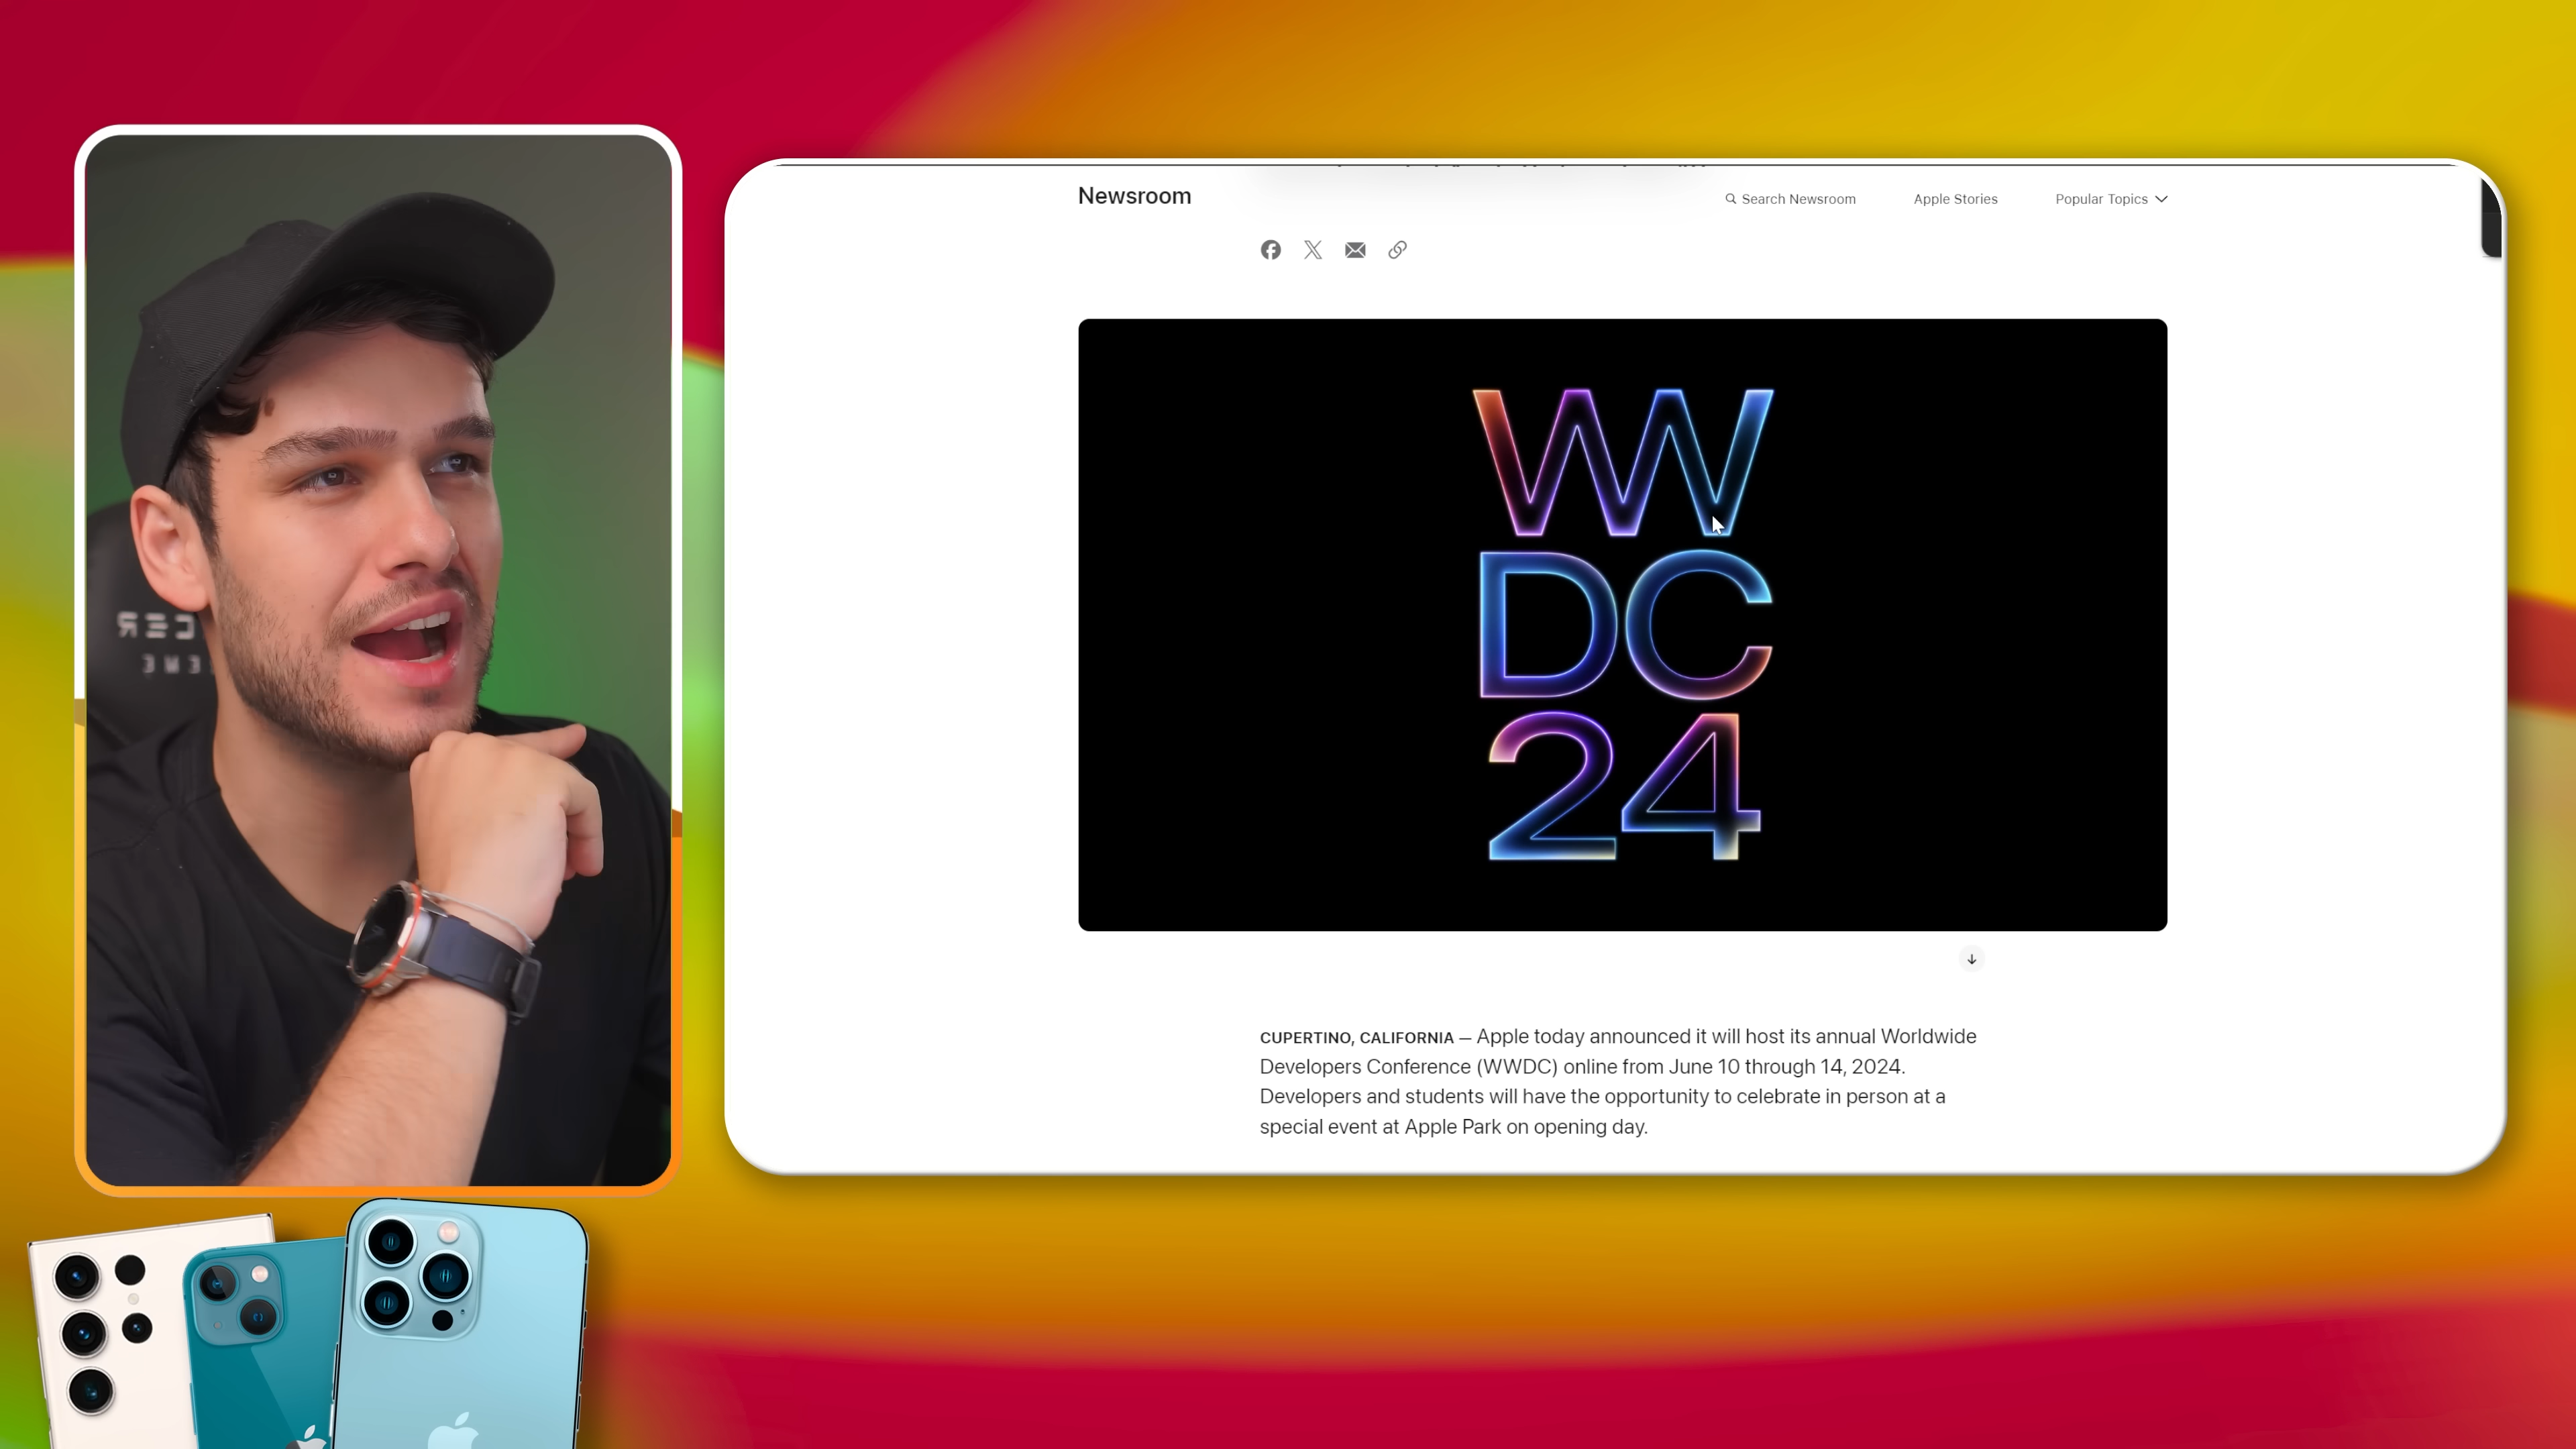 Newsroom
Search Newsroom
Apple Stories
Popular Topics
WW
DC
24
CUPERTINO, CALIFORNIA — Apple today announced it will host its annual Worldwide
Developers Conference (WWDC) online from June 10 through 14, 2024.
Developers and students will have the opportunity to celebrate in person at a
special event at Apple Park on opening day.